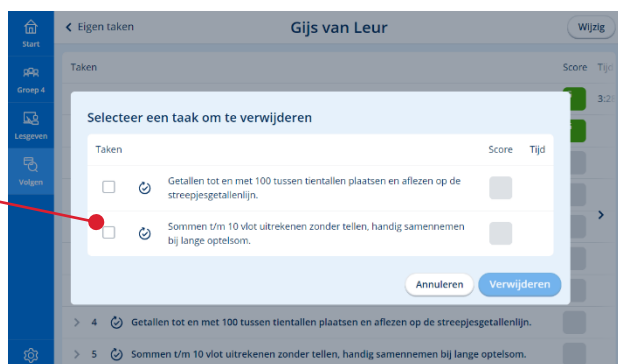 Start
Groep 4
Lesgeven
Volgen
Eigen taken
Gijs van Leur
Wijzig
Taken
Score
3:2
Selecteer een taak om te verwijderen
Taken Score Tijd
Getallen tot en met 100 tussen tientallen plaatsen en aflezen op de
streepjesgetallenlijn.
Sommen t/m 10 vlot uitrekenen zonder tellen, handig samennemen
bij lange optelsom.
Annuleren Verwijderen
4 Getallen tot en met 100 tussen tientallen plaatsen en aflezen op de streepjesgetallenlijn.
5 Sommen t/m 10 vlot uitrekenen zonder tellen, handig samennemen bij lange optelsom.